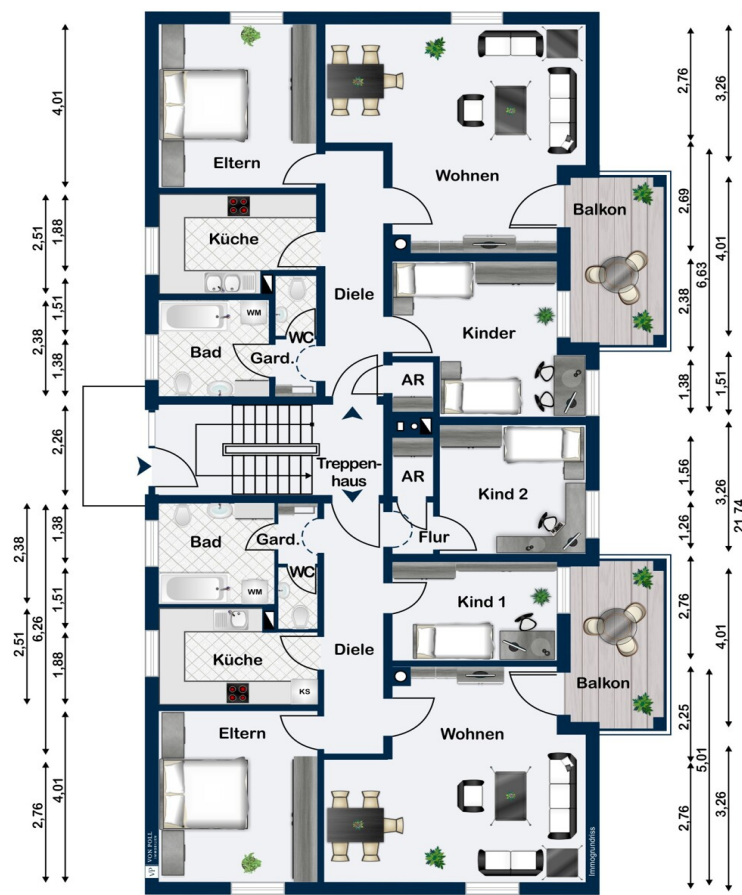 Eltern
Wohnen
Küche
Balkon
Diele
WM
WC
Bad
Gard.
Kinder
AR
Treppen-
haus
AR
Kind 2
Bad
Gard.
Flur
WM
WC
Kind 1
Küche
Diele
KS
Balkon
Eltern
Wohnen
VP VON POLL
IMMOBILIEN
Immogrundriss
4,01
2,51
1,88
1,51
2,38
1,38
2,26
2,38
1,38
6,26
1,51
2,51
1,88
4,01
2,76
2,76
3,26
2,69
6,63
4,01
2,38
1,38
1,51
1,56
3,26
21,74
1,26
2,76
4,01
2,25
5,01
2,76
3,26